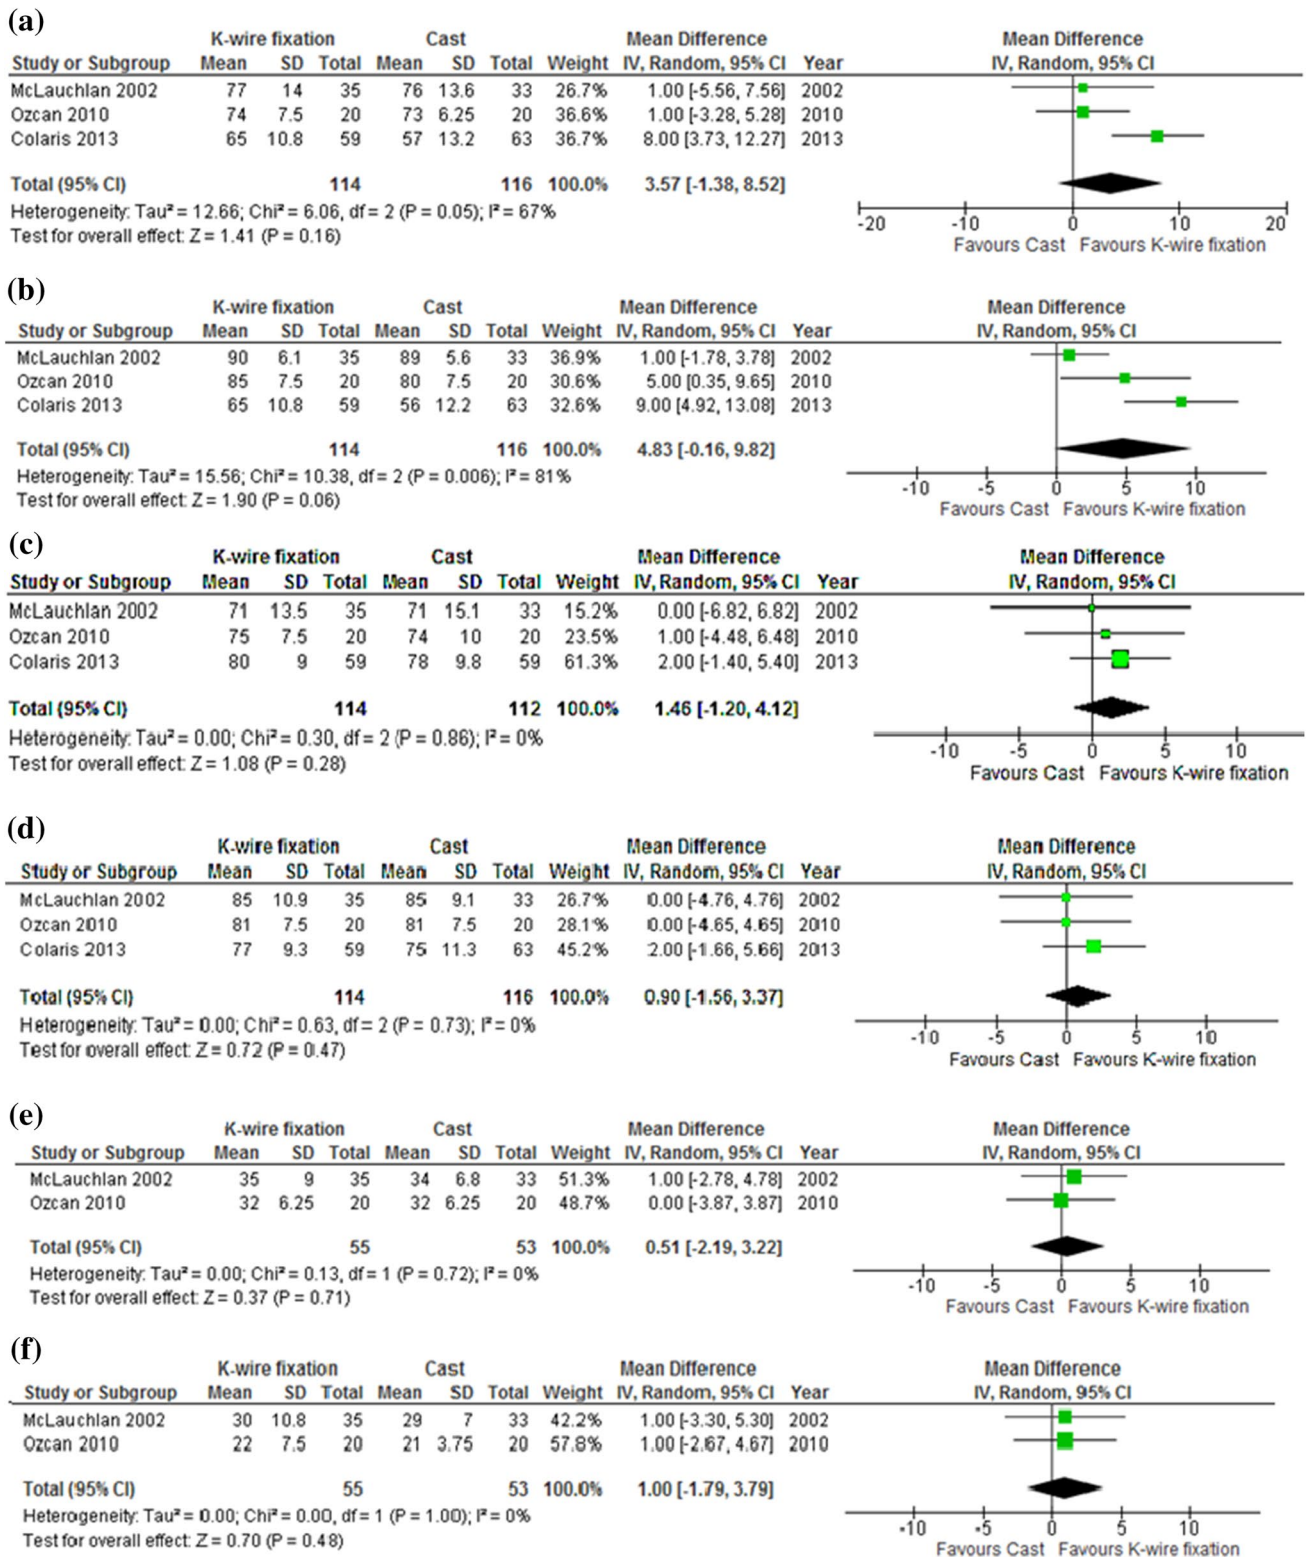 (a)
K-wire fixation Cast Mean Difference Mean Difference
Study or Subgroup Mean SD Total Mean SD Total Weight IV, Random, 95% CI Year IV, Random, 95% CI
McLauchlan 2002 77 14 35 76 13.6 33 26.7% 1.00 [-5.56, 7.56] 2002
Ozcan 2010 74 7.5 20 73 6.25 20 36.6% 1.00 [-3.28, 5.28] 2010
Colaris 2013 65 10.8 59 57 13.2 63 36.7% 8.00 [3.73, 12.27] 2013
Total (95% CI) 114 116 100.0% 3.57 [-1.38, 8.52]
Heterogeneity: Tau² = 12.66; Chi² = 6.06, df = 2 (P = 0.05); I² = 67%
Test for overall effect: Z = 1.41 (P = 0.16)
-20 -10 0 10 20
Favours Cast Favours K-wire fixation
(b)
K-wire fixation Cast Mean Difference Mean Difference
Study or Subgroup Mean SD Total Mean SD Total Weight IV, Random, 95% CI Year IV, Random, 95% CI
McLauchlan 2002 90 6.1 35 89 5.6 33 36.9% 1.00 [-1.78, 3.78] 2002
Ozcan 2010 85 7.5 20 80 7.5 20 30.6% 5.00 [0.35, 9.65] 2010
Colaris 2013 65 10.8 59 56 12.2 63 32.6% 9.00 [4.92, 13.08] 2013
Total (95% CI) 114 116 100.0% 4.83 [-0.16, 9.82]
Heterogeneity: Tau² = 15.56; Chi² = 10.38, df = 2 (P = 0.006); I² = 81%
Test for overall effect: Z = 1.90 (P = 0.06)
-10 -5 0 5 10
Favours Cast Favours K-wire fixation
(c)
K-wire fixation Cast Mean Difference Mean Difference
Study or Subgroup Mean SD Total Mean SD Total Weight IV, Random, 95% CI Year IV, Random, 95% CI
McLauchlan 2002 71 13.5 35 71 15.1 33 15.2% 0.00 [-6.82, 6.82] 2002
Ozcan 2010 75 7.5 20 74 10 20 23.5% 1.00 [-4.48, 6.48] 2010
Colaris 2013 80 9 59 78 9.8 59 61.3% 2.00 [-1.40, 5.40] 2013
Total (95% CI) 114 112 100.0% 1.46 [-1.20, 4.12]
Heterogeneity: Tau² = 0.00; Chi² = 0.30, df = 2 (P = 0.86); I² = 0%
Test for overall effect: Z = 1.08 (P = 0.28)
-10 -5 0 5 10
Favours Cast Favours K-wire fixation
(d)
K-wire fixation Cast Mean Difference Mean Difference
Study or Subgroup Mean SD Total Mean SD Total Weight IV, Random, 95% CI Year IV, Random, 95% CI
McLauchlan 2002 85 10.9 35 85 9.1 33 26.7% 0.00 [-4.76, 4.76] 2002
Ozcan 2010 81 7.5 20 81 7.5 20 28.1% 0.00 [-4.65, 4.65] 2010
Colaris 2013 77 9.3 59 75 11.3 63 45.2% 2.00 [-1.66, 5.66] 2013
Total (95% CI) 114 116 100.0% 0.90 [-1.56, 3.37]
Heterogeneity: Tau² = 0.00; Chi² = 0.63, df = 2 (P = 0.73); I² = 0%
Test for overall effect: Z = 0.72 (P = 0.47)
-10 -5 0 5 10
Favours Cast Favours K-wire fixation
(e)
K-wire fixation Cast Mean Difference Mean Difference
Study or Subgroup Mean SD Total Mean SD Total Weight IV, Random, 95% CI Year IV, Random, 95% CI
McLauchlan 2002 35 9 35 34 6.8 33 51.3% 1.00 [-2.78, 4.78] 2002
Ozcan 2010 32 6.25 20 32 6.25 20 48.7% 0.00 [-3.87, 3.87] 2010
Total (95% CI) 55 53 100.0% 0.51 [-2.19, 3.22]
Heterogeneity: Tau² = 0.00; Chi² = 0.13, df = 1 (P = 0.72); I² = 0%
Test for overall effect: Z = 0.37 (P = 0.71)
-10 -5 0 5 10
Favours Cast Favours K-wire fixation
(f)
K-wire fixation Cast Mean Difference Mean Difference
Study or Subgroup Mean SD Total Mean SD Total Weight IV, Random, 95% CI Year IV, Random, 95% CI
McLauchlan 2002 30 10.8 35 29 7 33 42.2% 1.00 [-3.30, 5.30] 2002
Ozcan 2010 22 7.5 20 21 3.75 20 57.8% 1.00 [-2.67, 4.67] 2010
Total (95% CI) 55 53 100.0% 1.00 [-1.79, 3.79]
Heterogeneity: Tau² = 0.00; Chi² = 0.00, df = 1 (P = 1.00); I² = 0%
Test for overall effect: Z = 0.70 (P = 0.48)
-10 -5 0 5 10
Favours Cast Favours K-wire fixation